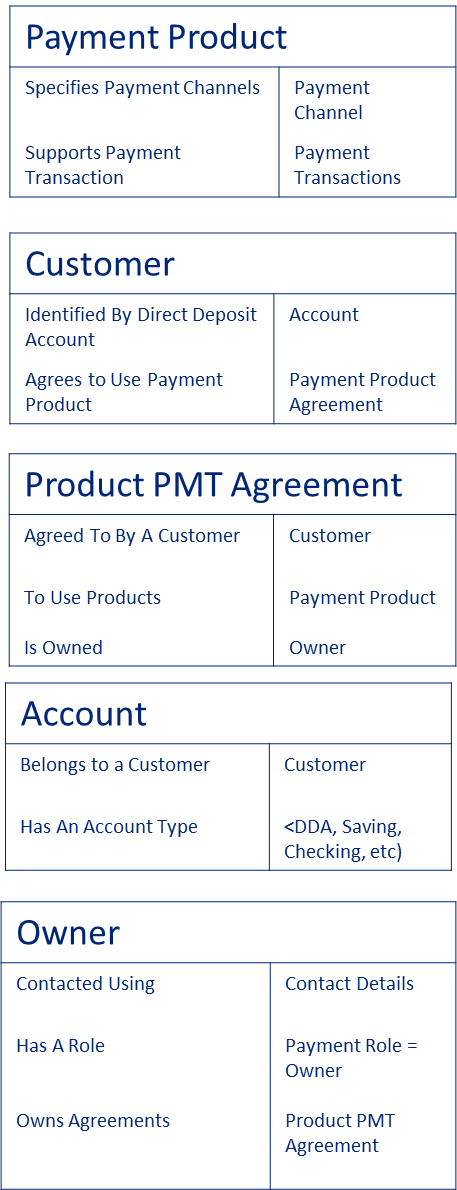 Payment Product
Specifies Payment Channels
Payment
Channel
Supports Payment
Transaction
Payment
Transactions
Customer
Identified By Direct Deposit
Account
Account
Agrees to Use Payment
Product
Payment Product
Agreement
Product PMT Agreement
Agreed To By A Customer
Customer
To Use Products
Payment Product
Is Owned
Owner
Account
Belongs to a Customer
Customer
Has An Account Type
<DDA, Saving,
Checking, etc)
Owner
Contacted Using
Contact Details
Has A Role
Payment Role =
Owner
Owns Agreements
Product PMT
Agreement